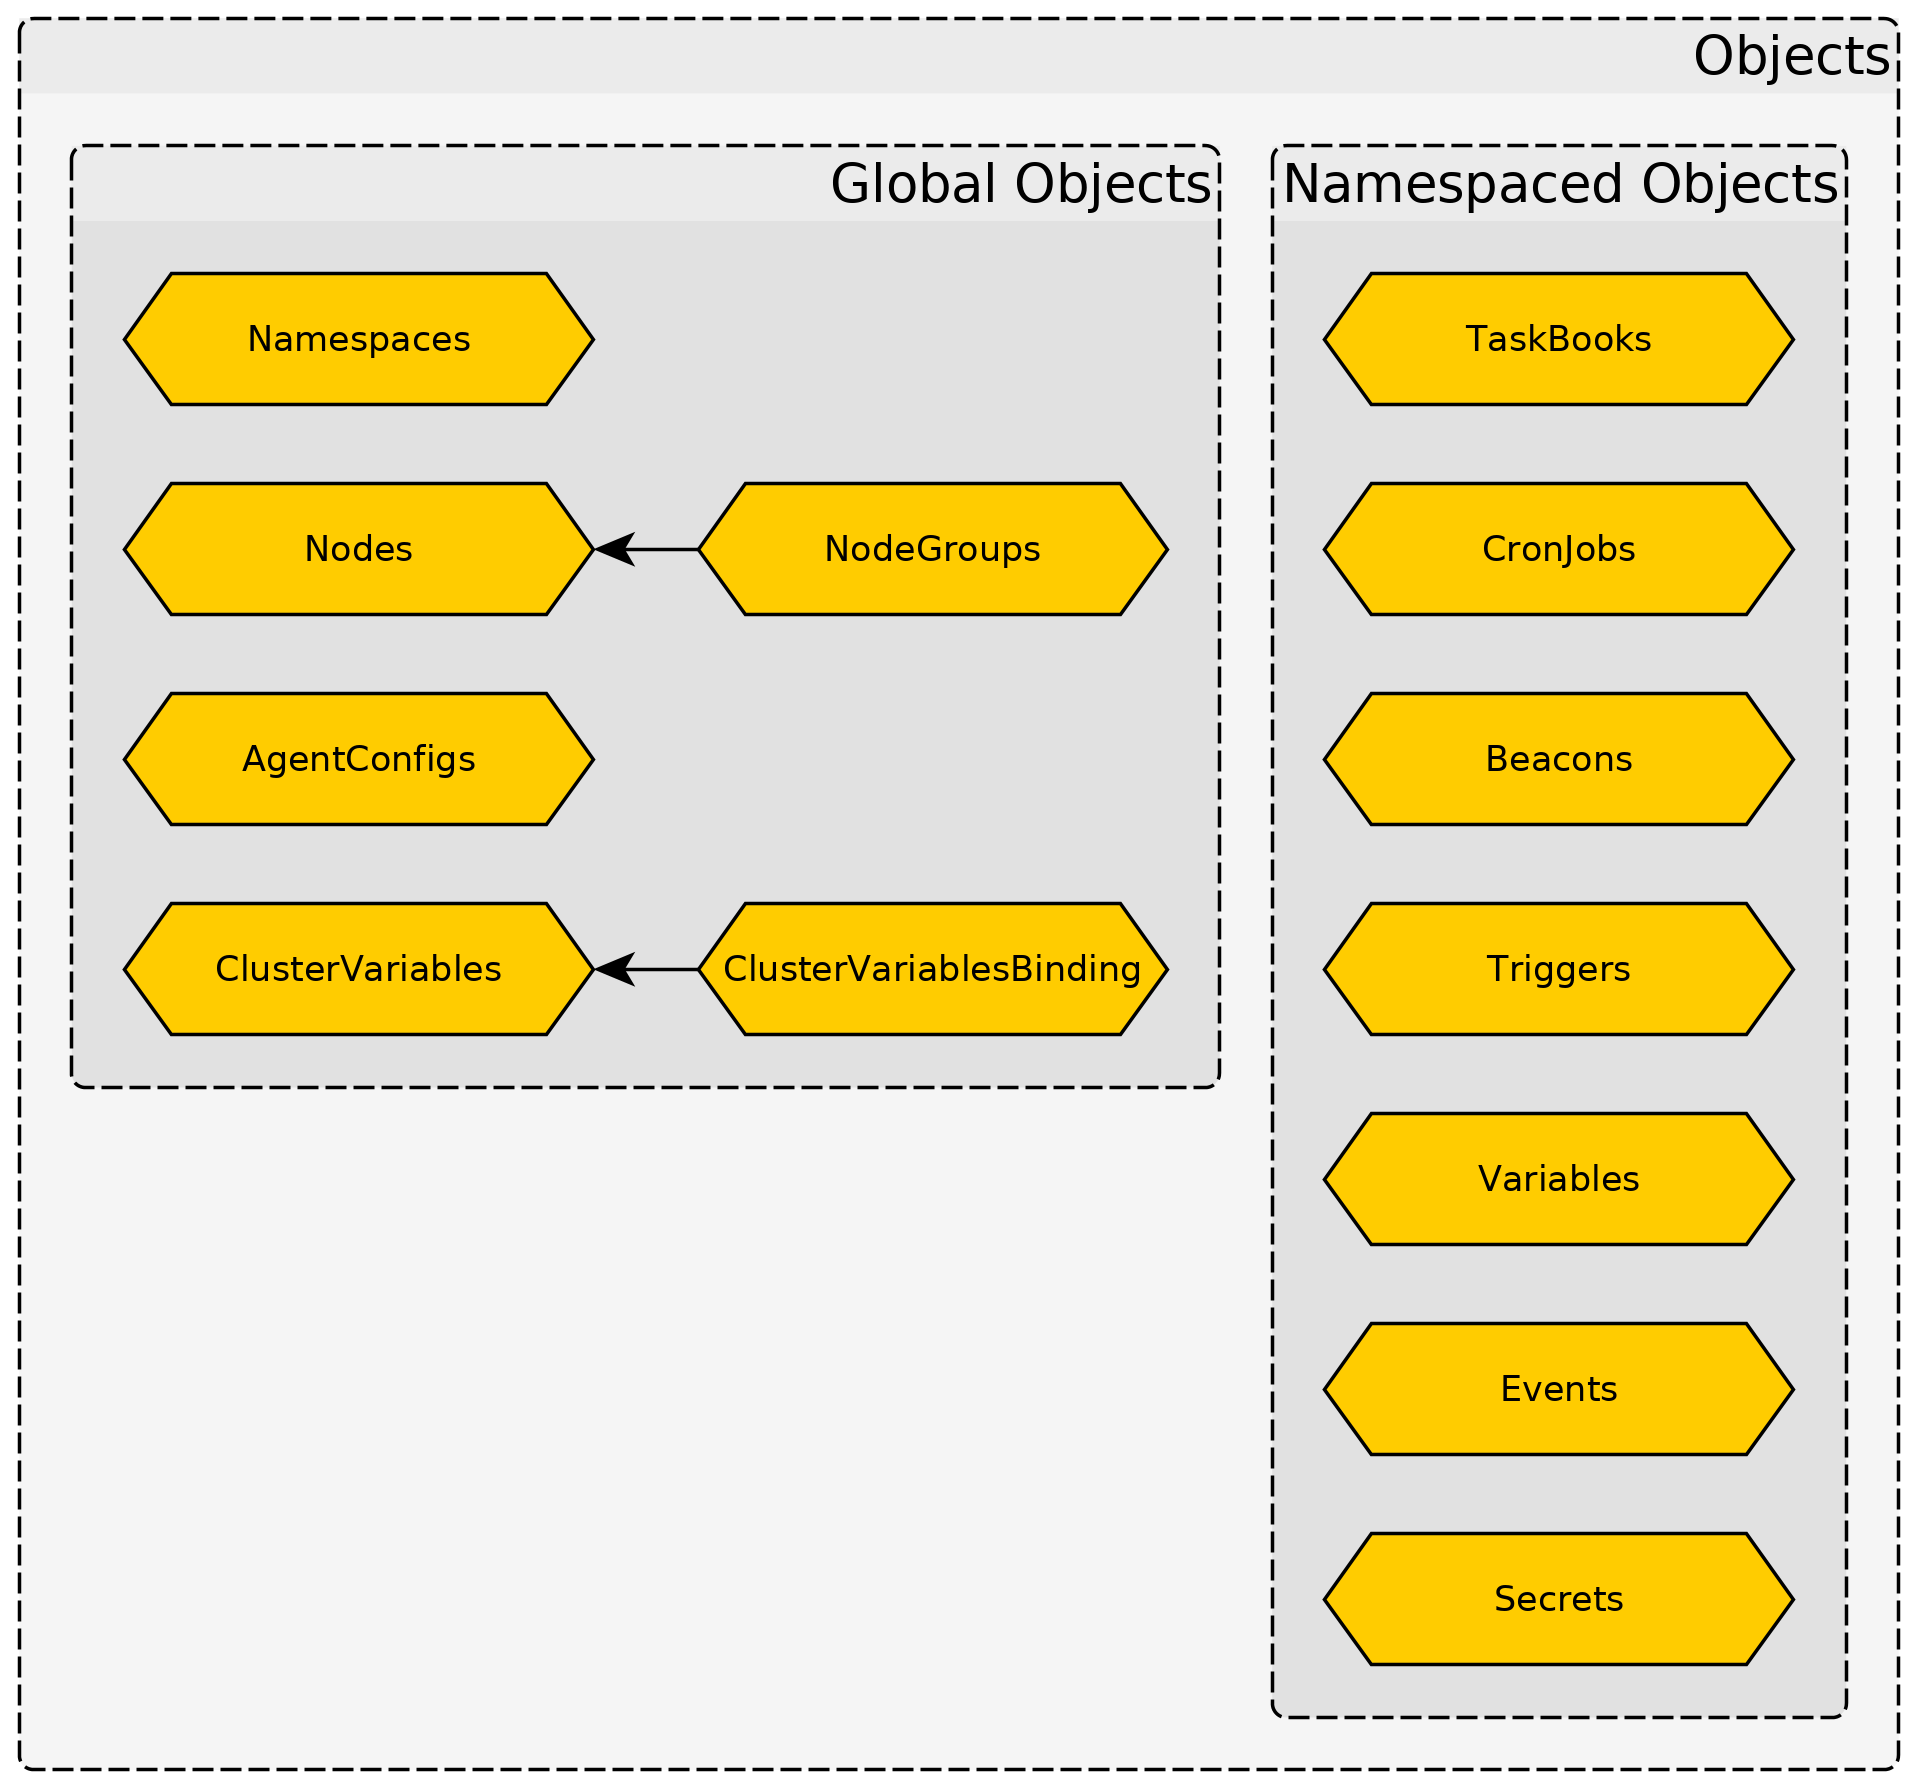 Objects
Global Objects
Namespaces
Nodes
NodeGroups
AgentConfigs
ClusterVariables
ClusterVariablesBinding
Namespaced Objects
TaskBooks
CronJobs
Beacons
Triggers
Variables
Events
Secrets